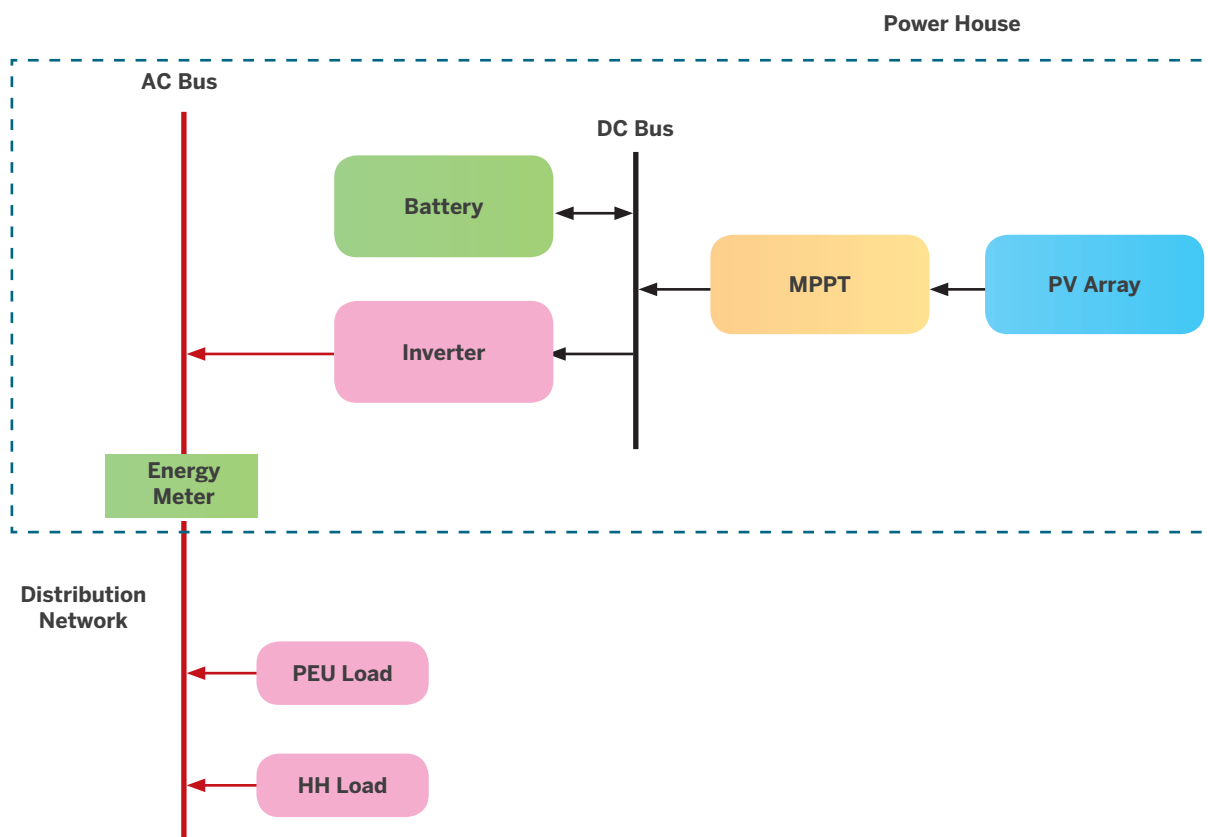 Power House
AC Bus
DC Bus
Battery
MPPT
PV Array
Inverter
Energy
Meter
Distribution
Network
PEU Load
HH Load